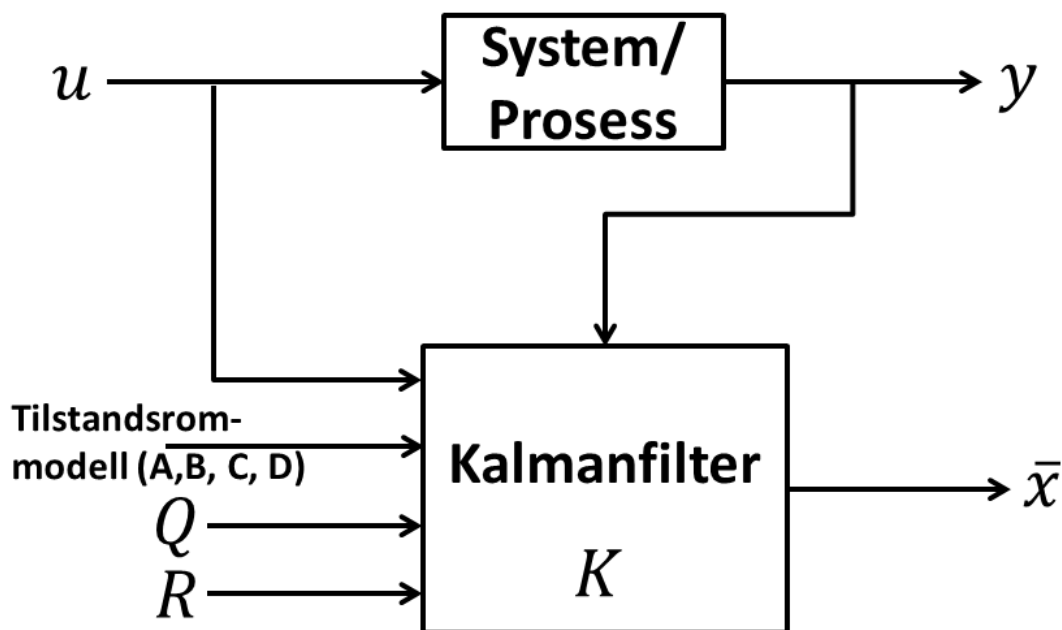 u
System/
Prosess
y
Tilstandsrom-
modell (A,B, C, D)
Q
R
Kalmanfilter
K
x̄